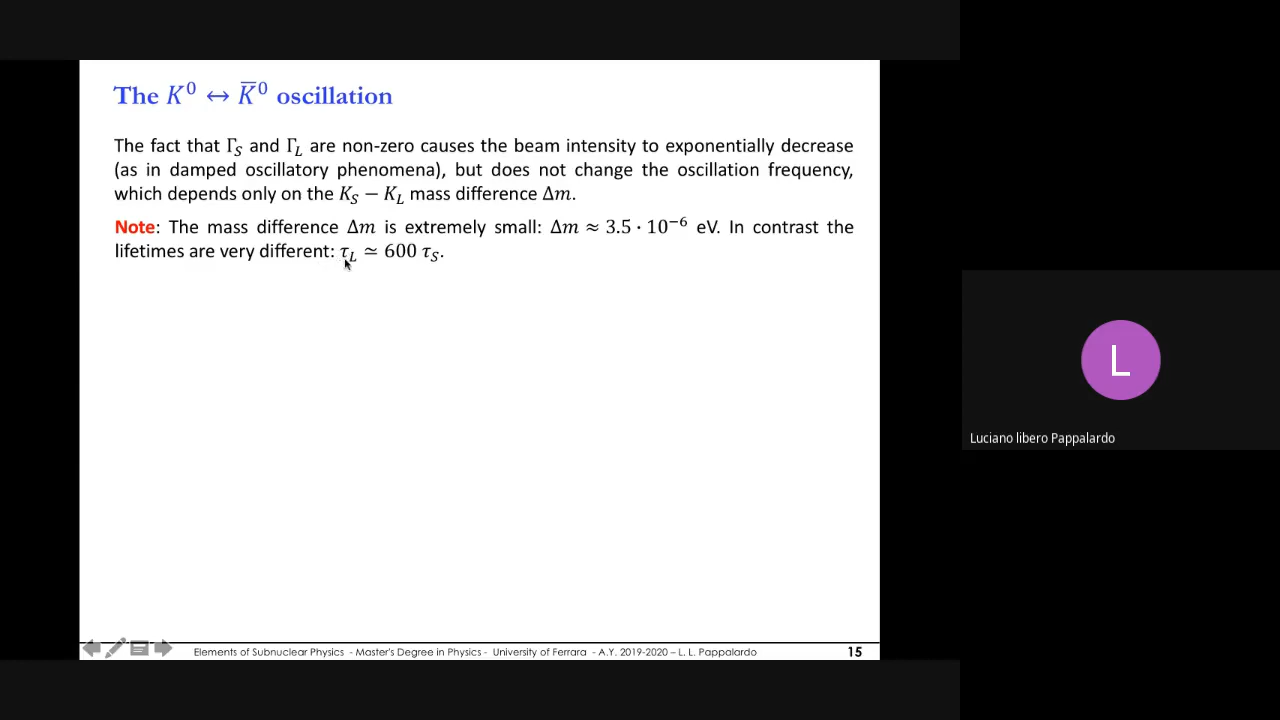 The K⁰ ↔ K̅⁰ oscillation
The fact that Γ_S and Γ_L are non-zero causes the beam intensity to exponentially decrease
(as in damped oscillatory phenomena), but does not change the oscillation frequency,
which depends only on the K_S − K_L mass difference Δm.
Note: The mass difference Δm is extremely small: Δm ≈ 3.5 · 10⁻⁶ eV. In contrast the
lifetimes are very different: τ_L ≃ 600 τ_S.
L
Luciano libero Pappalardo
Elements of Subnuclear Physics - Master's Degree in Physics - University of Ferrara - A.Y. 2019-2020 – L. L. Pappalardo 15